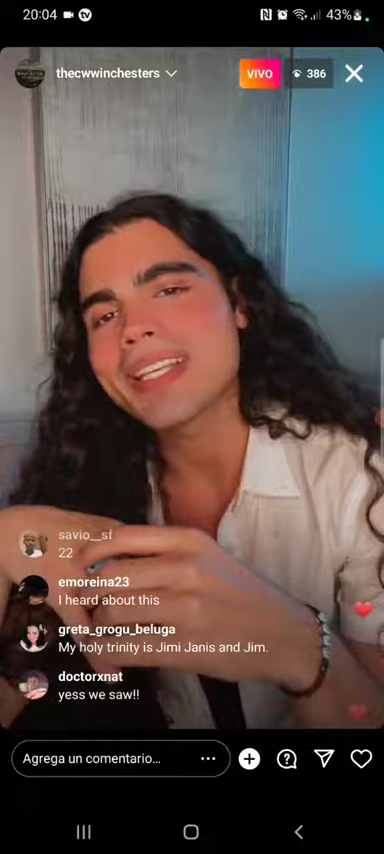 20:04
43%
thecwwinchesters
VIVO
386
savio__sf
22
emoreina23
I heard about this
greta_grogu_beluga
My holy trinity is Jimi Janis and Jim.
doctorxnat
yess we saw!!
Agrega un comentario...